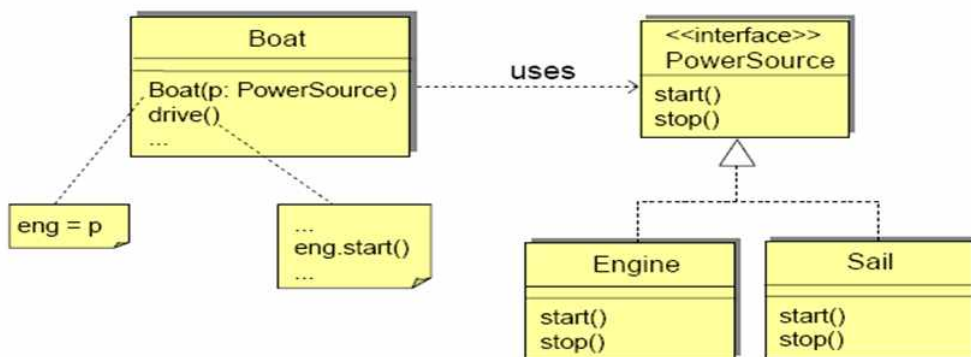 Boat
Boat(p: PowerSource)
drive()
...
uses
<<interface>>
PowerSource
start()
stop()
eng = p
...
eng.start()
...
Engine
start()
stop()
Sail
start()
stop()